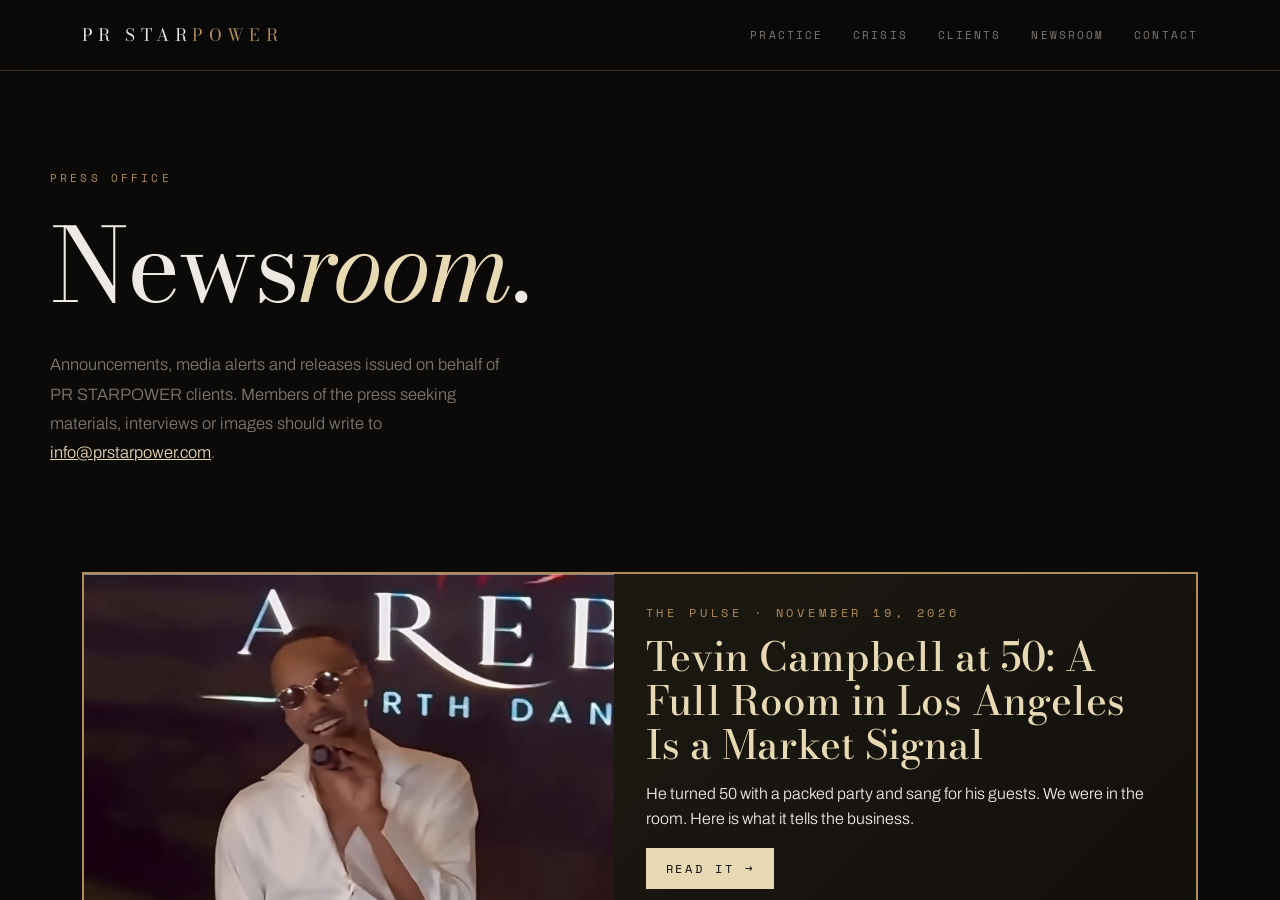 PR STARPOWER
PRACTICE CRISIS CLIENTS NEWSROOM CONTACT
PRESS OFFICE
Newsroom.
Announcements, media alerts and releases issued on behalf of
PR STARPOWER clients. Members of the press seeking
materials, interviews or images should write to
info@prstarpower.com.
A REB
RTH DAN
THE PULSE · NOVEMBER 19, 2026
Tevin Campbell at 50: A
Full Room in Los Angeles
Is a Market Signal
He turned 50 with a packed party and sang for his guests. We were in the
room. Here is what it tells the business.
READ IT →